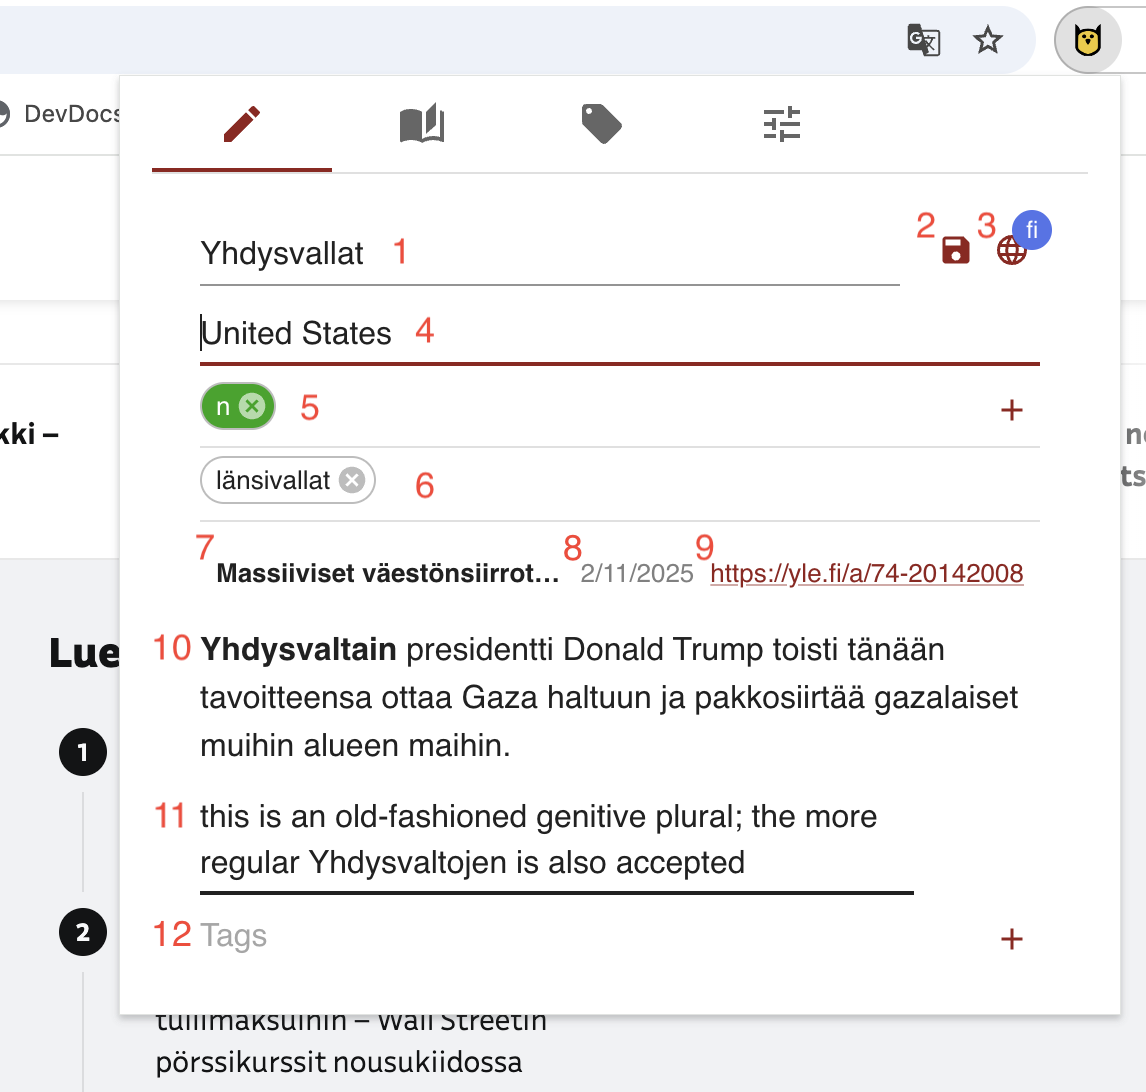 DevDocs
Yhdysvallat 1
2 3 fi
United States 4
n 5
länsivallat 6
7 8 9
Massiiviset väestönsiirrot... 2/11/2025 https://yle.fi/a/74-20142008
10 Yhdysvaltain presidentti Donald Trump toisti tänään
tavoitteensa ottaa Gaza haltuun ja pakkosiirtää gazalaiset
muihin alueen maihin.
11 this is an old-fashioned genitive plural; the more
regular Yhdysvaltojen is also accepted
12 Tags
kki –
Lue
1
2
tullimaksuihin – Wall Streetin
pörssikurssit nousukiidossa